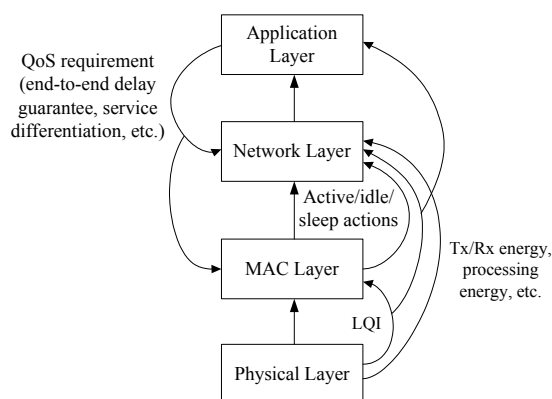 Application
Layer
QoS requirement
(end-to-end delay
guarantee, service
differentiation, etc.)
Network Layer
Active/idle/
sleep actions
Tx/Rx energy,
processing
energy, etc.
MAC Layer
LQI
Physical Layer